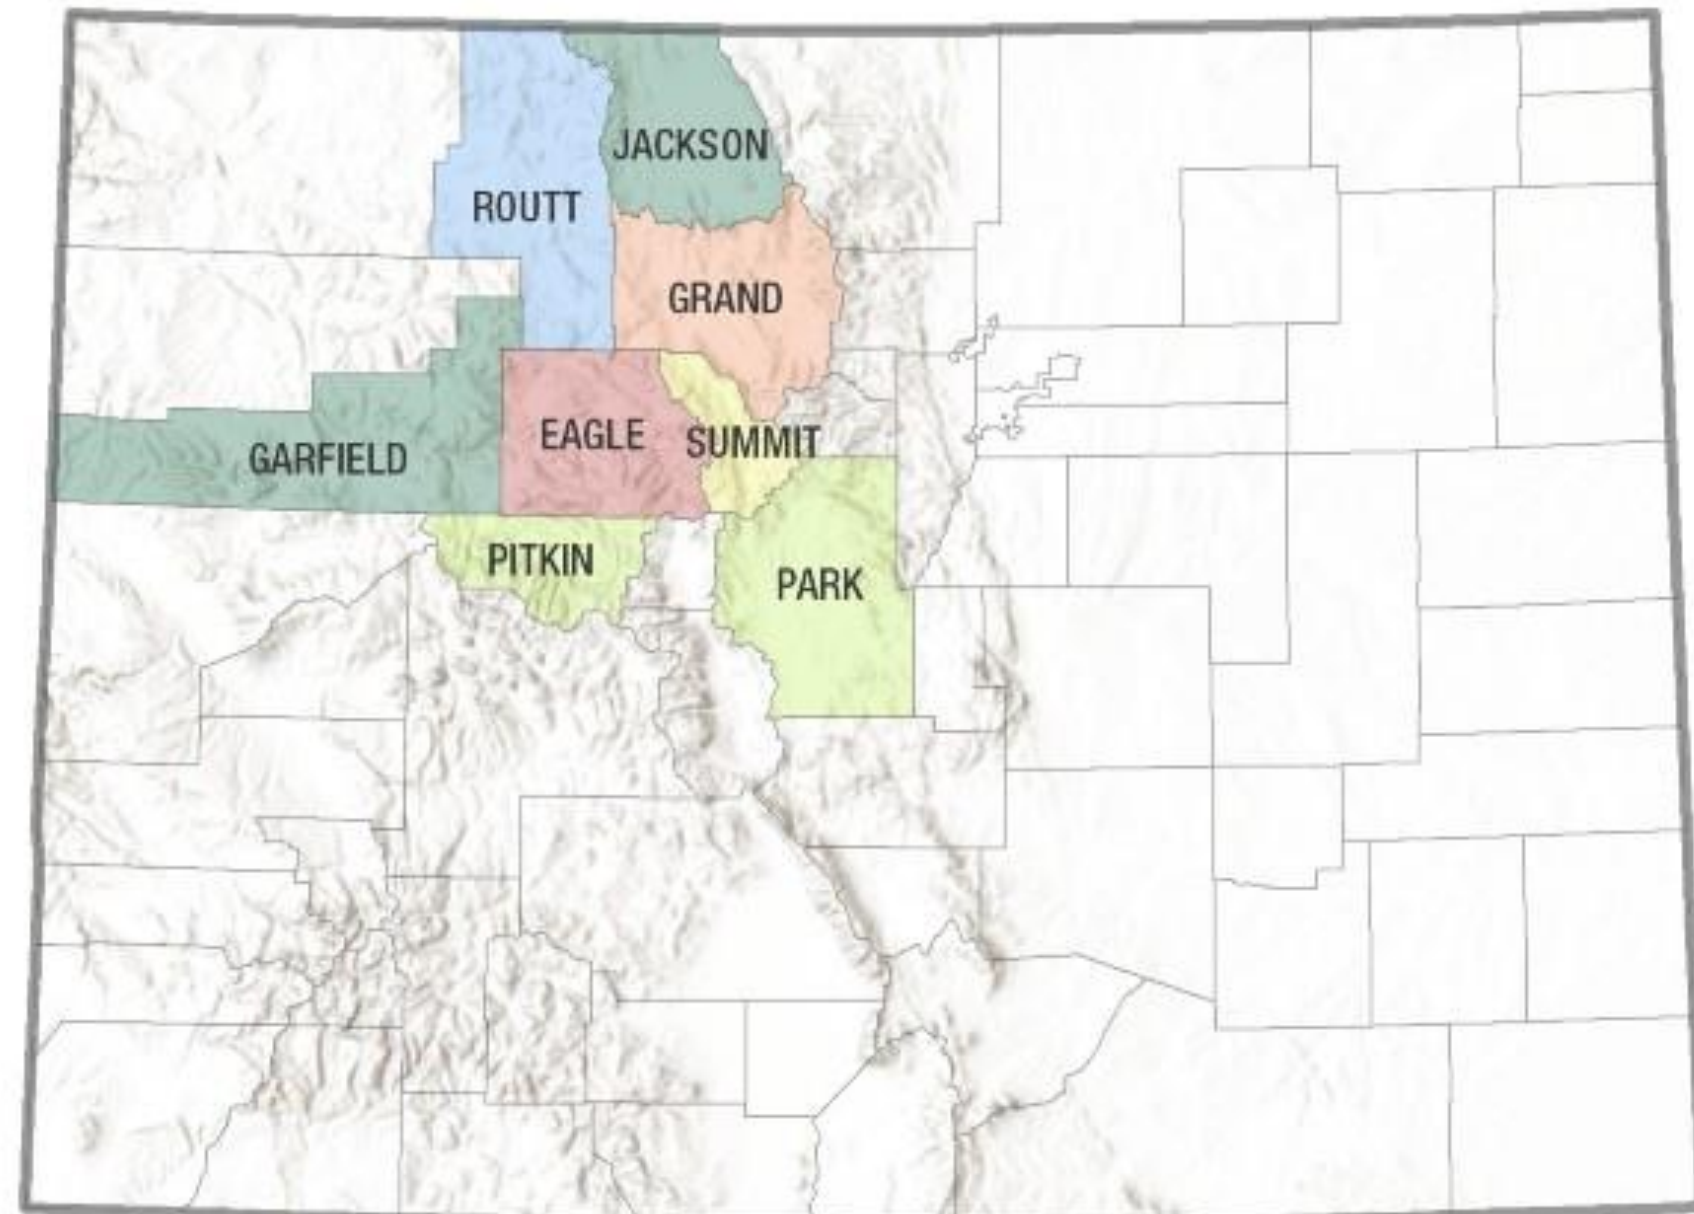 JACKSON
ROUTT
GRAND
EAGLE
SUMMIT
GARFIELD
PITKIN
PARK